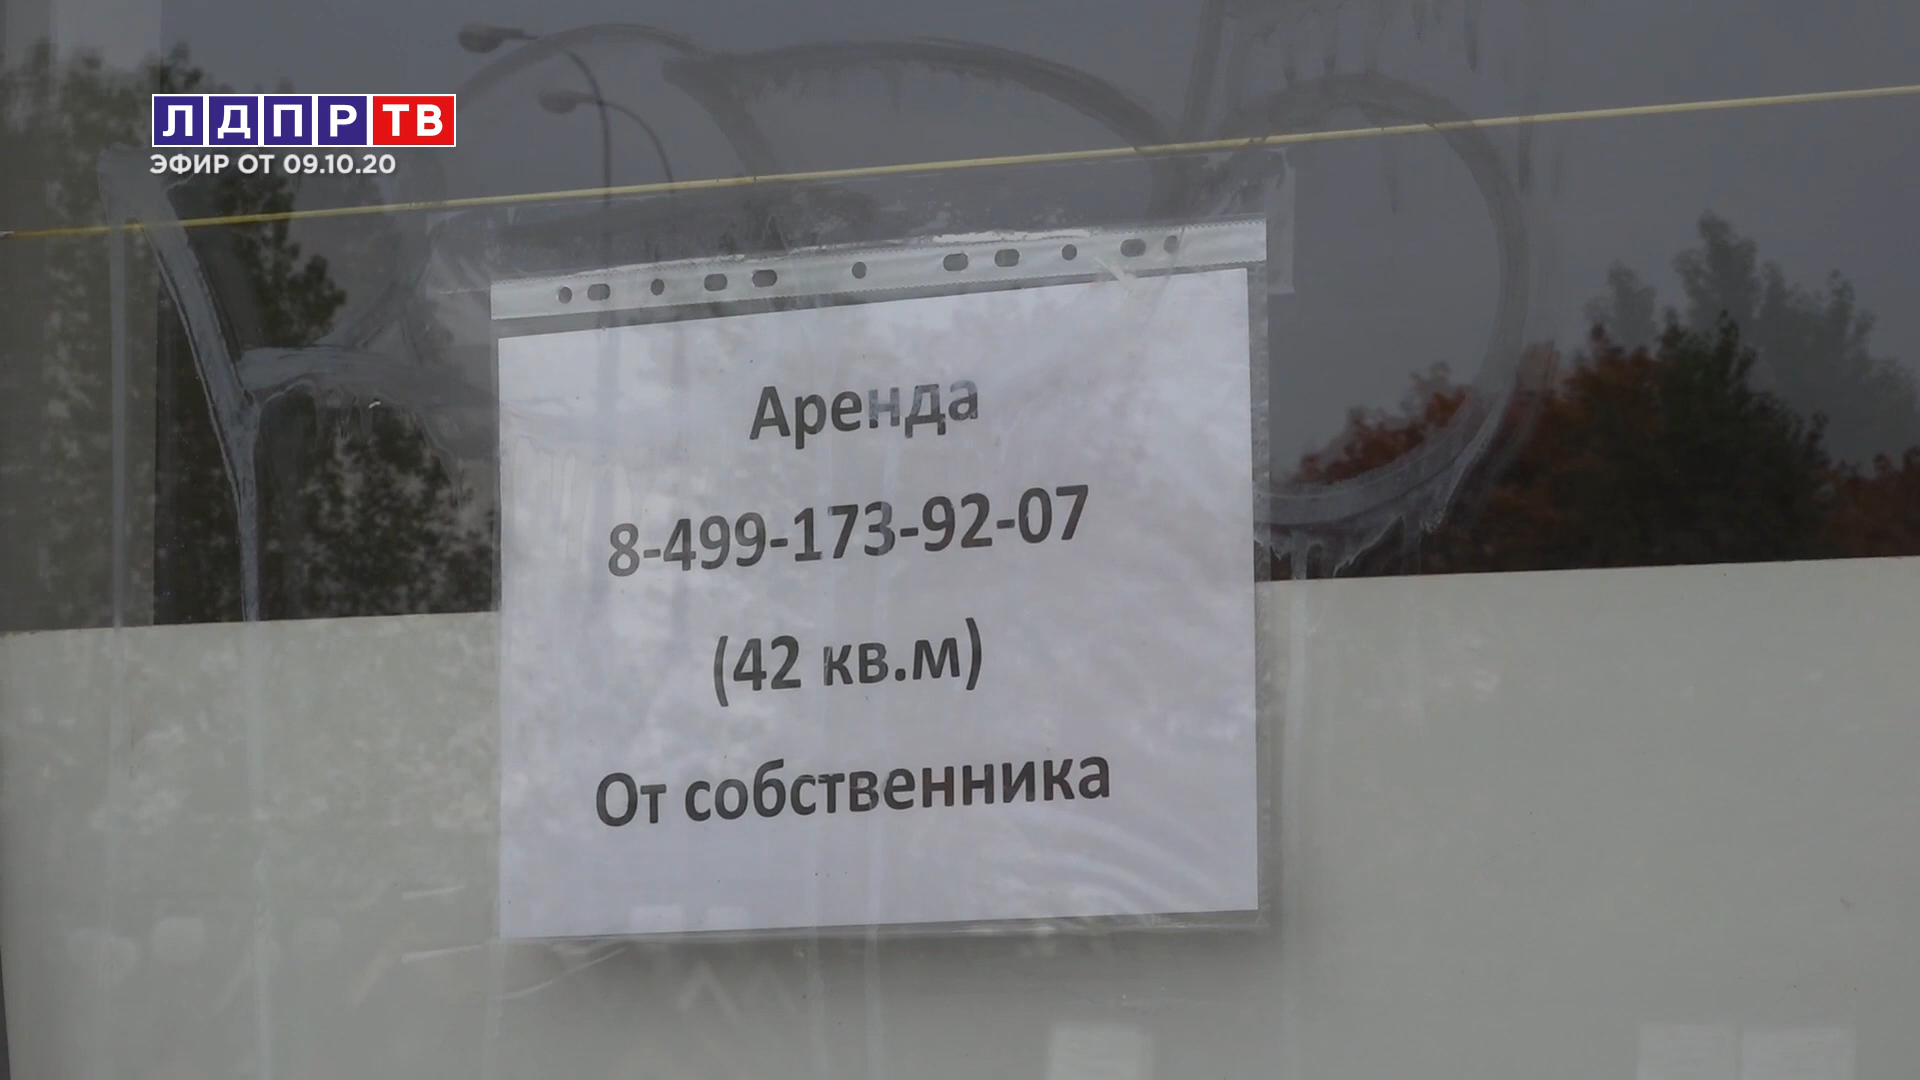 ЛДПР ТВ
ЭФИР ОТ 09.10.20
Аренда
8-499-173-92-07
(42 кв.м)
От собственника